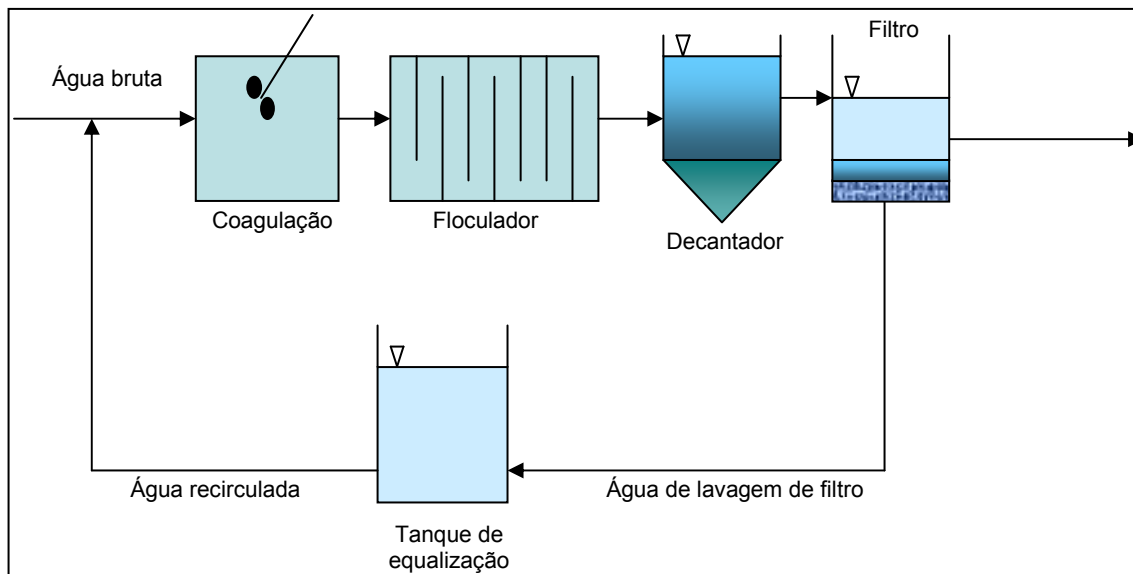 Filtro
Água bruta
Coagulação
Floculador
Decantador
Água recirculada
Água de lavagem de filtro
Tanque de
equalização